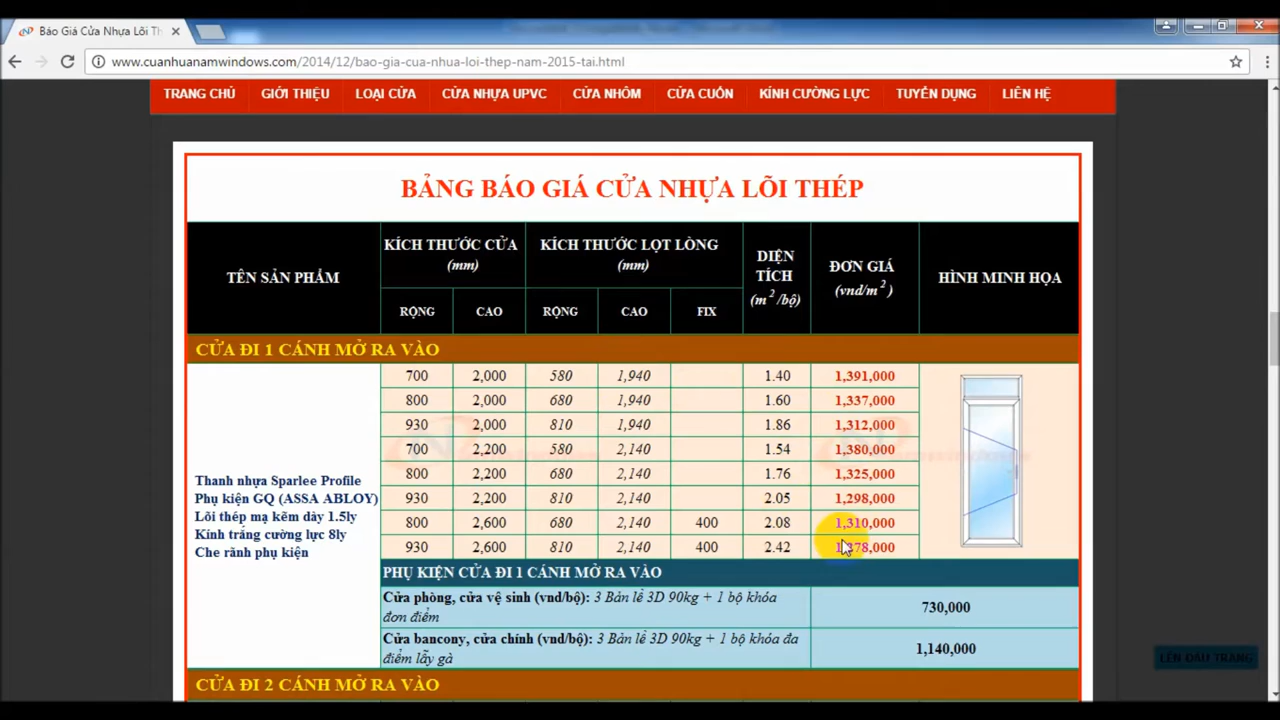 Báo Giá Cửa Nhựa Lõi Th
www.cuanhuanamwindows.com/2014/12/bao-gia-cua-nhua-loi-thep-nam-2015-tai.html
TRANG CHỦ GIỚI THIỆU LOẠI CỬA CỬA NHỰA UPVC CỬA NHÔM CỬA CUỐN KÍNH CƯỜNG LỰC TUYỂN DỤNG LIÊN HỆ
BẢNG BÁO GIÁ CỬA NHỰA LÕI THÉP
TÊN SẢN PHẨM KÍCH THƯỚC CỬA (mm) KÍCH THƯỚC LỌT LÒNG (mm) DIỆN TÍCH (m²/bộ) ĐƠN GIÁ (vnd/m²) HÌNH MINH HỌA
RỘNG CAO RỘNG CAO FIX
CỬA ĐI 1 CÁNH MỞ RA VÀO
700 2,000 580 1,940 1.40 1,391,000
800 2,000 680 1,940 1.60 1,337,000
930 2,000 810 1,940 1.86 1,312,000
700 2,200 580 2,140 1.54 1,380,000
800 2,200 680 2,140 1.76 1,325,000
930 2,200 810 2,140 2.05 1,298,000
800 2,600 680 2,140 400 2.08 1,310,000
930 2,600 810 2,140 400 2.42
Thanh nhựa Sparlee Profile
Phụ kiện GQ (ASSA ABLOY)
Lõi thép mạ kẽm dày 1.5ly
Kính trắng cường lực 8ly
Che rãnh phụ kiện
PHỤ KIỆN CỬA ĐI 1 CÁNH MỞ RA VÀO
Cửa phòng, cửa vệ sinh (vnd/bộ): 3 Bản lề 3D 90kg + 1 bộ khóa
đơn điểm
730,000
Cửa bancony, cửa chính (vnd/bộ): 3 Bản lề 3D 90kg + 1 bộ khóa đa
điểm lẫy gà
1,140,000
CỬA ĐI 2 CÁNH MỞ RA VÀO
LÊN ĐẦU TRANG